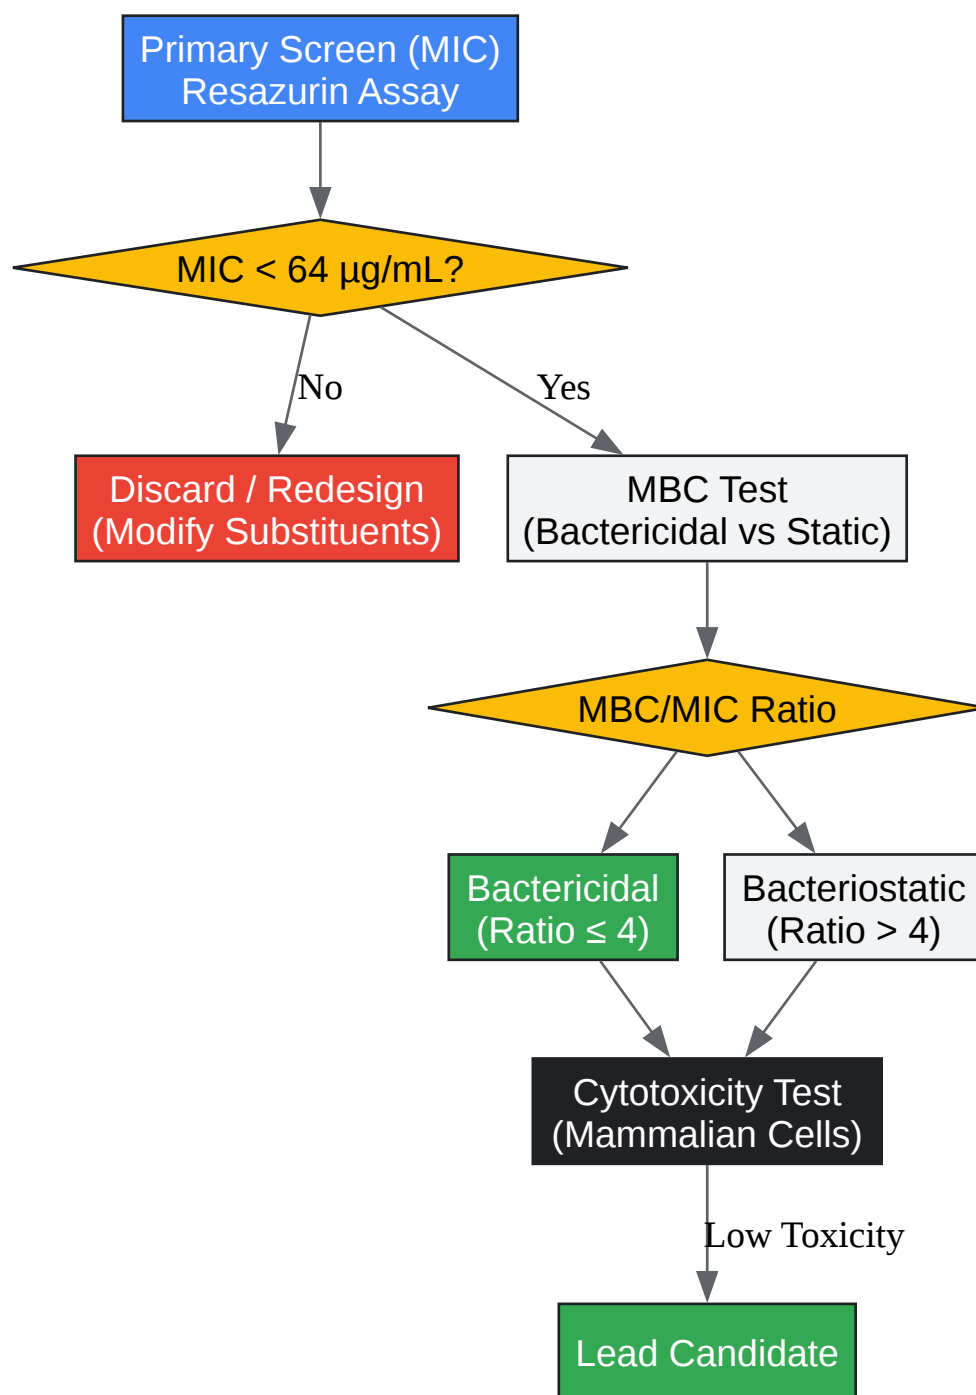 Primary Screen (MIC)
Resazurin Assay
MIC < 64 µg/mL?
No
Yes
Discard / Redesign
(Modify Substituents)
MBC Test
(Bactericidal vs Static)
MBC/MIC Ratio
Bactericidal
(Ratio ≤ 4)
Bacteriostatic
(Ratio > 4)
Cytotoxicity Test
(Mammalian Cells)
Low Toxicity
Lead Candidate